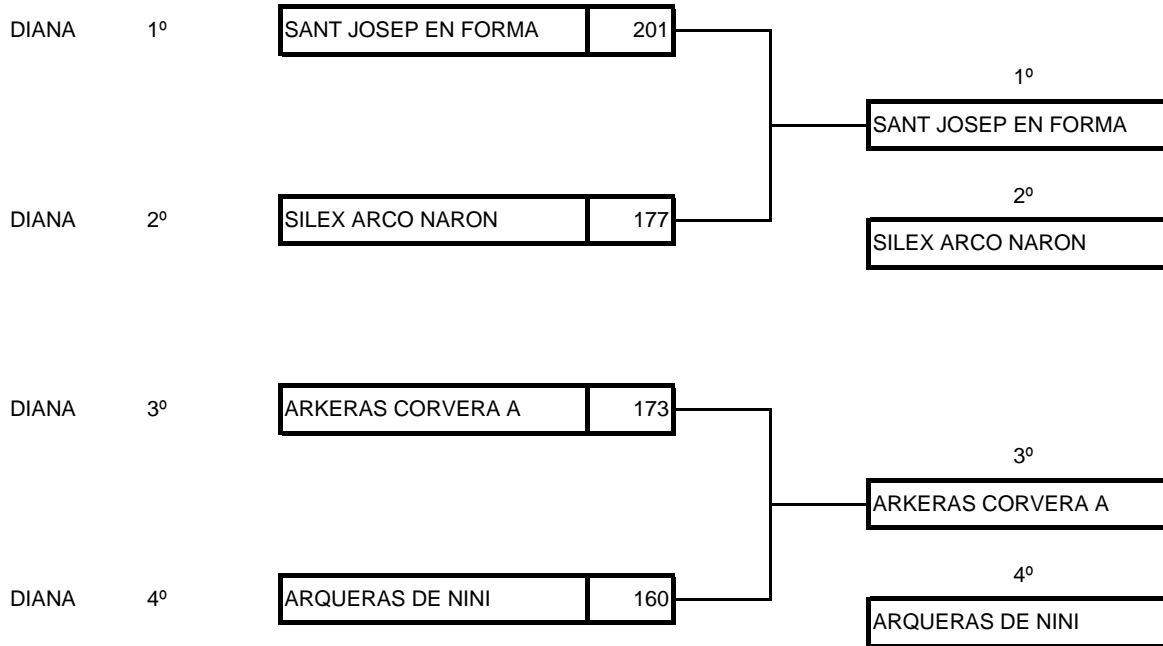 DIANA 1º SANT JOSEP EN FORMA 201
1º
SANT JOSEP EN FORMA
2º
DIANA 2º SILEX ARCO NARON 177
SILEX ARCO NARON
DIANA 3º ARKERAS CORVERA A 173
3º
ARKERAS CORVERA A
4º
DIANA 4º ARQUERAS DE NINI 160
ARQUERAS DE NINI